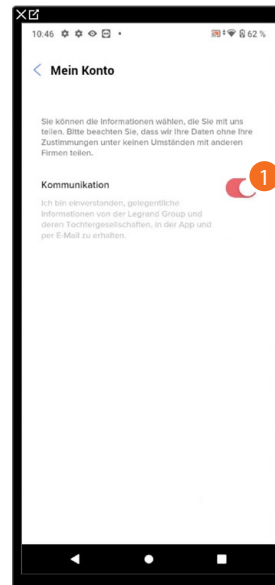 10:46
62 %
Mein Konto
Sie können die Informationen wählen, die Sie mit uns
teilen. Bitte beachten Sie, dass wir Ihre Daten ohne Ihre
Zustimmungen unter keinen Umständen mit anderen
Firmen teilen.
Kommunikation
1
Ich bin einverstanden, gelegentliche
Informationen von der Legrand Group und
deren Tochtergesellschaften, in der App und
per E-Mail zu erhalten.